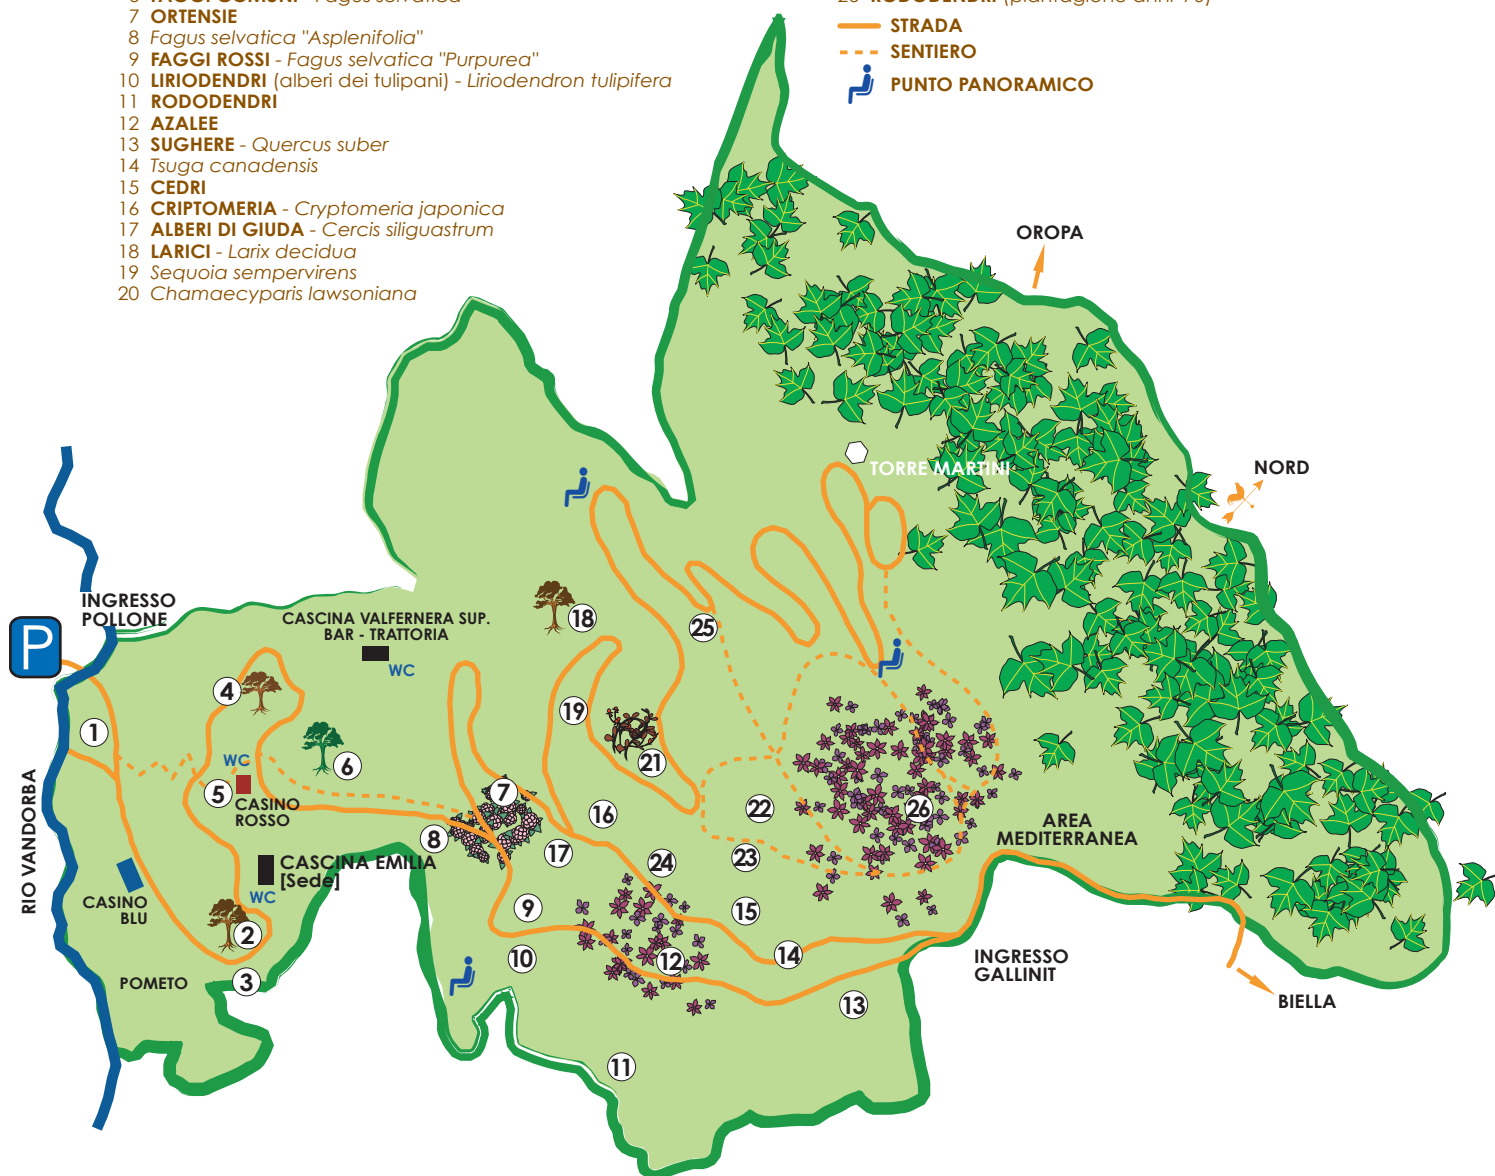 7 ORTENSIE
8 Fagus selvatica "Asplenifolia"
9 FAGGI ROSSI - Fagus selvatica "Purpurea"
10 LIRIODENDRI (alberi dei tulipani) - Liriodendron tulipifera
11 RODODENDRI
12 AZALEE
13 SUGHERE - Quercus suber
14 Tsuga canadensis
15 CEDRI
16 CRIPTOMERIA - Cryptomeria japonica
17 ALBERI DI GIUDA - Cercis siliguastrum
18 LARICI - Larix decidua
19 Sequoia sempervirens
20 Chamaecyparis lawsoniana
STRADA
SENTIERO
PUNTO PANORAMICO
OROPA
TORRE MARTINI
NORD
INGRESSO
POLLONE
P
CASCINA VALFERNERA SUP.
BAR - TRATTORIA
WC
18
25
4
19
1
6
21
WC
5
CASINO
ROSSO
7
16
22
26
RIO VANDORBA
8
17
24
23
AREA
MEDITERRANEA
CASCINA EMILIA
[Sede]
WC
CASINO
BLU
9
15
2
10
12
14
INGRESSO
GALLINIT
POMETO
3
13
BIELLA
11